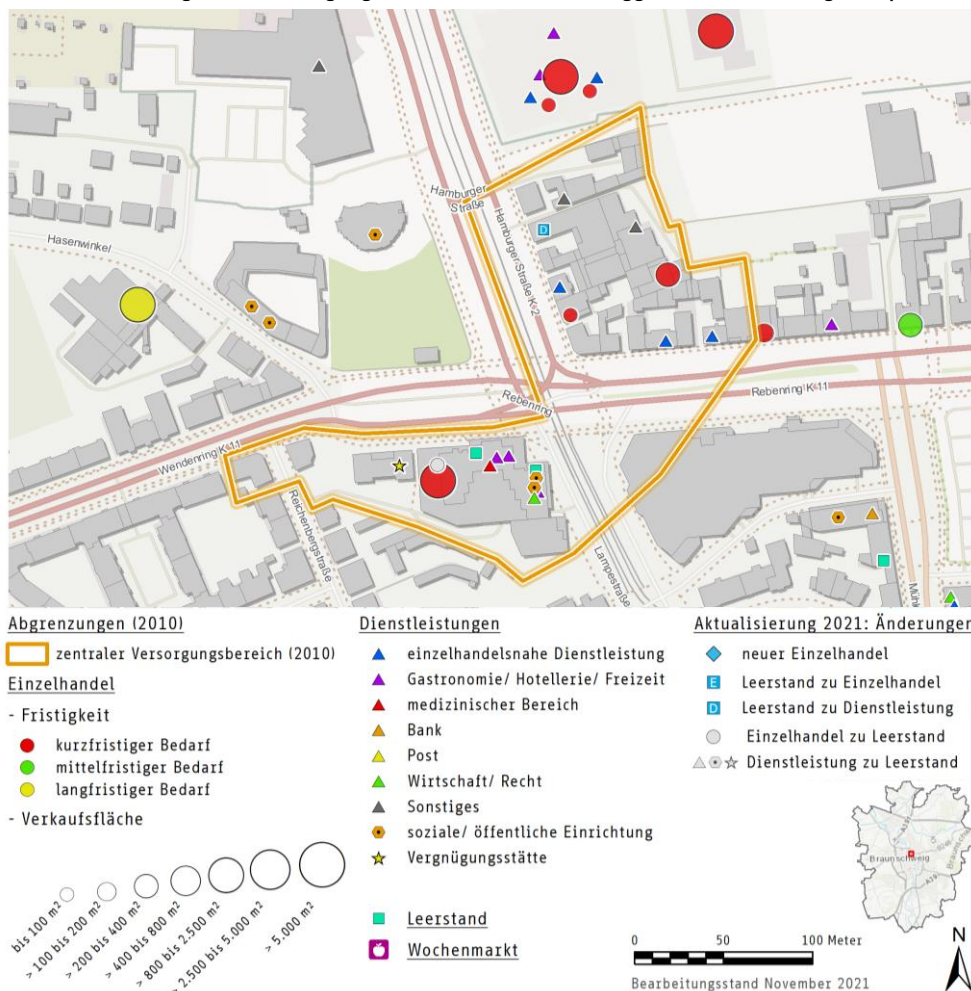 Hamburger
Straße
Hamburger Straße K 2
Hasenwinkel
Rebenring
Rebenring K 11
Wendenring K 11
Reichenbergstraße
Lampestraße
D
Abgrenzungen (2010)
zentraler Versorgungsbereich (2010)
Einzelhandel
- Fristigkeit
kurzfristiger Bedarf
mittelfristiger Bedarf
langfristiger Bedarf
- Verkaufsfläche
bis 100 m²
> 100 bis 200 m²
> 200 bis 400 m²
> 400 bis 800 m²
> 800 bis 2.500 m²
> 2.500 bis 5.000 m²
> 5.000 m²
Dienstleistungen
einzelhandelsnahe Dienstleistung
Gastronomie/ Hotellerie/ Freizeit
medizinischer Bereich
Bank
Post
Wirtschaft/ Recht
Sonstiges
soziale/ öffentliche Einrichtung
Vergnügungsstätte
Leerstand
Wochenmarkt
Aktualisierung 2021: Änderungen
neuer Einzelhandel
E Leerstand zu Einzelhandel
D Leerstand zu Dienstleistung
Einzelhandel zu Leerstand
Dienstleistung zu Leerstand
Braunschweig
0 50 100 Meter
N
Bearbeitungsstand November 2021